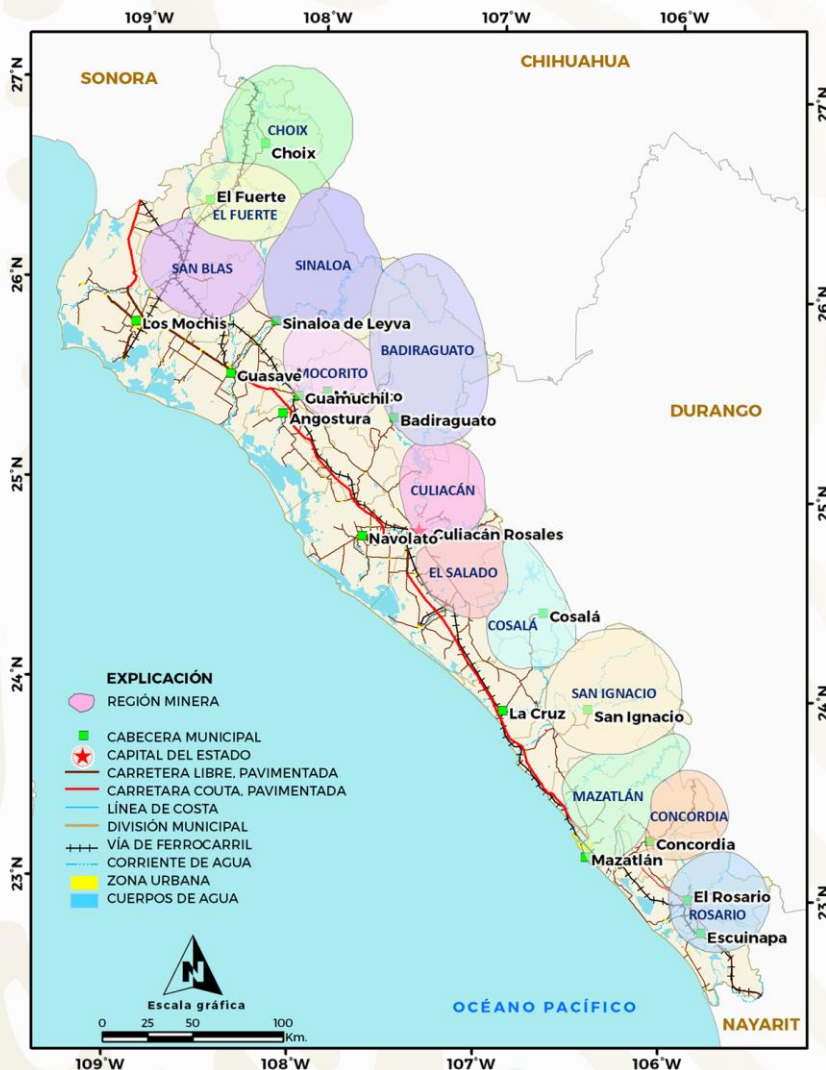 109°W 108°W 107°W 106°W
27°N
27°N
26°N
26°N
25°N
25°N
24°N
24°N
23°N
23°N
SONORA
CHIHUAHUA
CHOIX
Choix
El Fuerte
EL FUERTE
SAN BLAS
SINALOA
Los Mochis
Sinaloa de Leyva
BADIRAGUATO
Guasave
MOCORITO
Guamuchil
Angostura
Badiraguato
DURANGO
CULIACÁN
Navolato
Culiacán Rosales
EL SALADO
COSALÁ
Cosalá
SAN IGNACIO
San Ignacio
La Cruz
MAZATLÁN
CONCORDIA
Concordia
Mazatlán
El Rosario
ROSARIO
Escuinapa
EXPLICACIÓN
REGIÓN MINERA
CABECERA MUNICIPAL
CAPITAL DEL ESTADO
CARRETERA LIBRE, PAVIMENTADA
CARRETARA COUTA, PAVIMENTADA
LÍNEA DE COSTA
DIVISIÓN MUNICIPAL
VÍA DE FERROCARRIL
CORRIENTE DE AGUA
ZONA URBANA
CUERPOS DE AGUA
N
Escala gráfica
0 25 50 100
Km.
OCÉANO PACÍFICO
NAYARIT
109°W 108°W 107°W 106°W